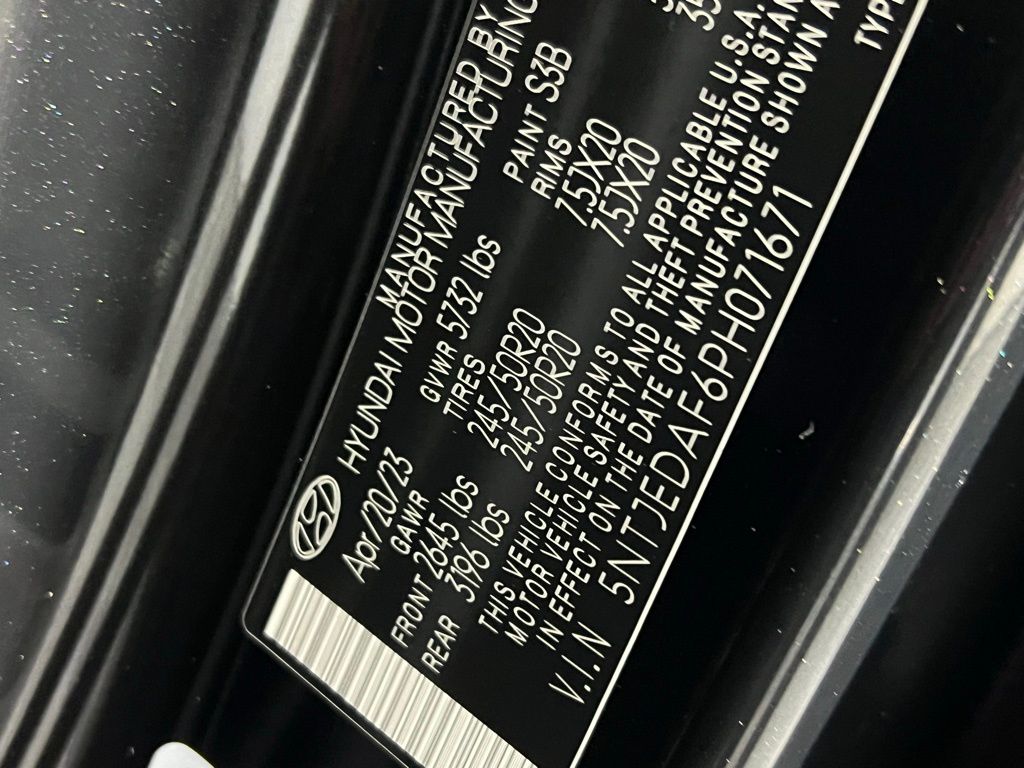 MANUFACTURED BY
HYUNDAI MOTOR MANUFACTURING
Apr/20/23
GVWR 5732 lbs
PAINT S3B
GAWR
TIRES
RIMS
FRONT 2645 lbs
245/50R20
7.5JX20
REAR 3196 lbs
245/50R20
7.5JX20
THIS VEHICLE CONFORMS TO ALL APPLICABLE U.S.A.
MOTOR VEHICLE SAFETY AND THEFT PREVENTION STAN
IN EFFECT ON THE DATE OF MANUFACTURE SHOWN A
V.I.N 5NTJEDAF6PH071671
TYPE